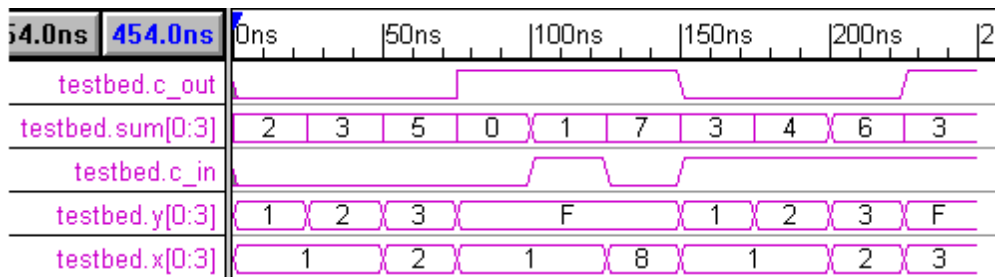 54.0ns 454.0ns 0ns 50ns 100ns 150ns 200ns 2
testbed.c_out
testbed.sum[0:3] 2 3 5 0 1 7 3 4 6 3
testbed.c_in
testbed.y[0:3] 1 2 3 F 1 2 3 F
testbed.x[0:3] 1 2 1 8 1 2 3